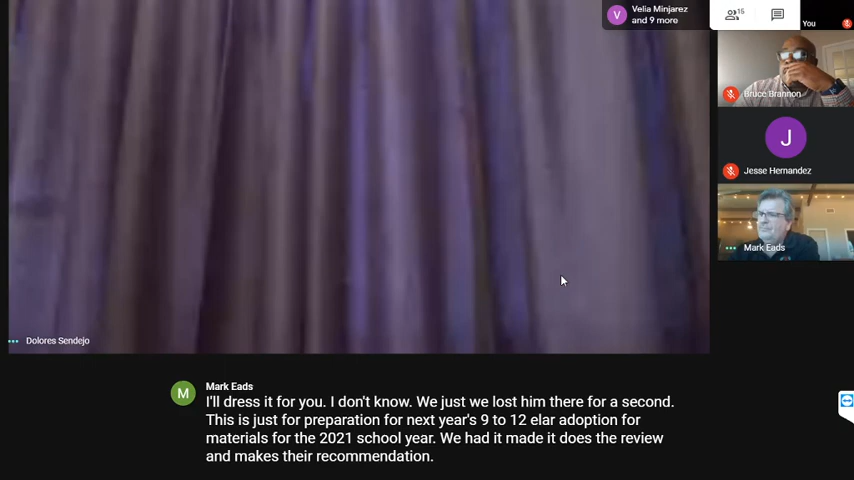 V
Velia Minjarez
and 9 more
15
You
Bruce Brannon
J
Jesse Hernandez
Mark Eads
Dolores Sendejo
M
Mark Eads
I'll dress it for you. I don't know. We just we lost him there for a second.
This is just for preparation for next year's 9 to 12 elar adoption for
materials for the 2021 school year. We had it made it does the review
and makes their recommendation.